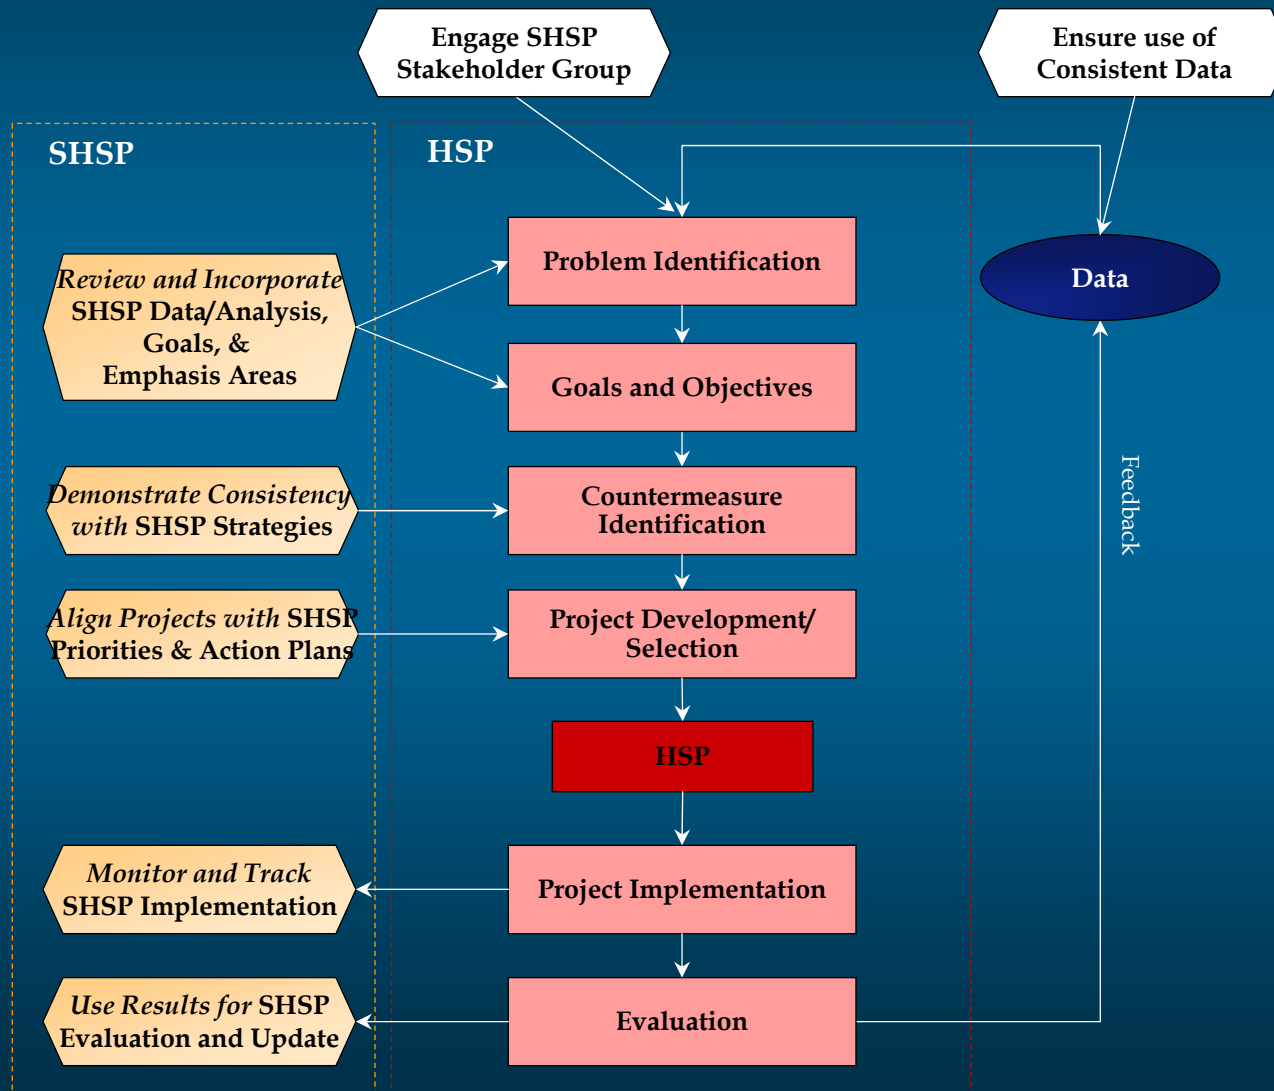 Engage SHSP
Stakeholder Group
Ensure use of
Consistent Data
SHSP
HSP
Review and Incorporate
SHSP Data/Analysis,
Goals, &
Emphasis Areas
Problem Identification
Data
Goals and Objectives
Demonstrate Consistency
with SHSP Strategies
Countermeasure
Identification
Feedback
Align Projects with SHSP
Priorities & Action Plans
Project Development/
Selection
HSP
Monitor and Track
SHSP Implementation
Project Implementation
Use Results for SHSP
Evaluation and Update
Evaluation